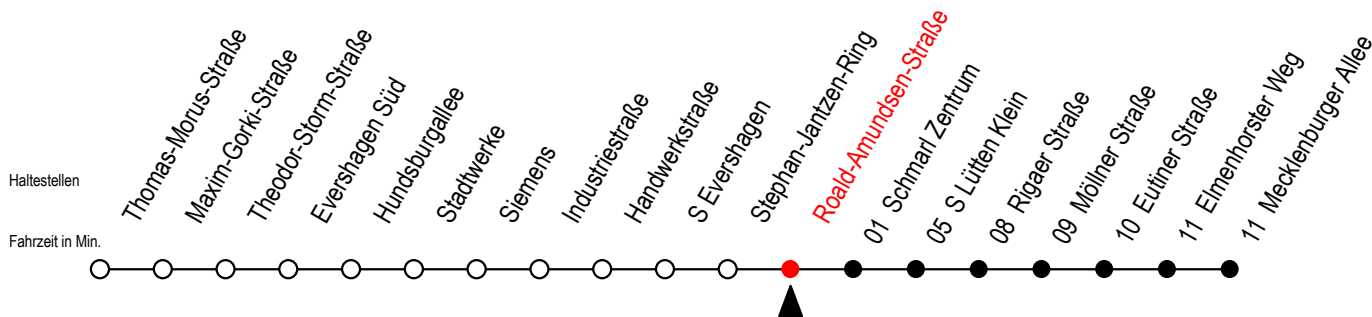 Haltestellen
Fahrzeit in Min.
Thomas-Morus-Straße
Maxim-Gorki-Straße
Theodor-Storm-Straße
Evershagen Süd
Hundsburgallee
Stadtwerke
Siemens
Industriestraße
Handwerkstraße
S Evershagen
Stephan-Jantzen-Ring
Roald-Amundsen-Straße
01 Schmarl Zentrum
05 S Lütten Klein
08 Rigaer Straße
09 Möllner Straße
10 Eutiner Straße
11 Elmenhorster Weg
11 Mecklenburger Allee